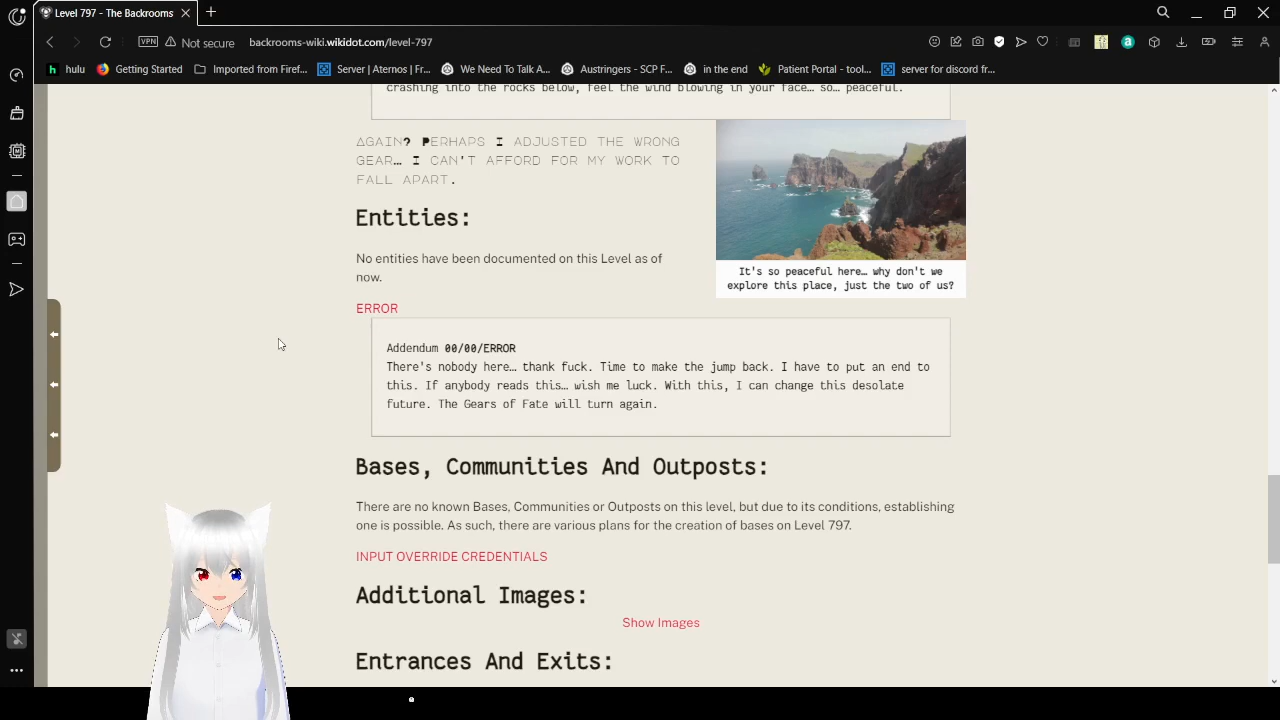 Level 797 - The Backrooms
VPN
Not secure
backrooms-wiki.wikidot.com/level-797
hulu
Getting Started
Imported from Firef...
Server | Aternos | Fr...
We Need To Talk A...
Austringers - SCP F...
in the end
Patient Portal - tool...
server for discord fr...
crashing into the rocks below, feel the wind blowing in your face… so… peaceful.
Again? Perhaps I adjusted the wrong
gear… I can't afford for my work to
fall apart.
It's so peaceful here… why don't we
explore this place, just the two of us?
Entities:
No entities have been documented on this Level as of
now.
ERROR
Addendum 00/00/ERROR
There's nobody here… thank fuck. Time to make the jump back. I have to put an end to
this. If anybody reads this… wish me luck. With this, I can change this desolate
future. The Gears of Fate will turn again.
Bases, Communities And Outposts:
There are no known Bases, Communities or Outposts on this level, but due to its conditions, establishing
one is possible. As such, there are various plans for the creation of bases on Level 797.
INPUT OVERRIDE CREDENTIALS
Additional Images:
Show Images
Entrances And Exits: